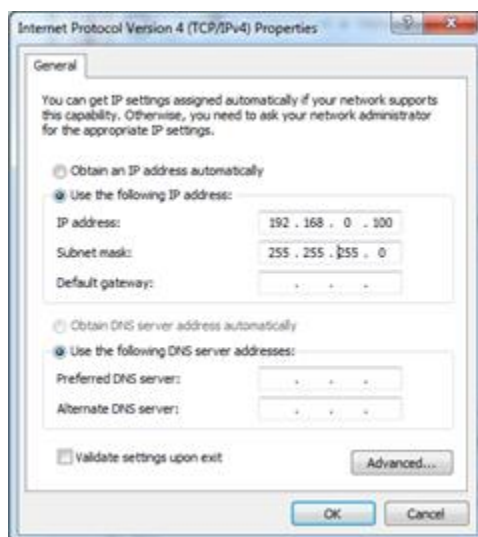 Internet Protocol Version 4 (TCP/IPv4) Properties
General
You can get IP settings assigned automatically if your network supports
this capability. Otherwise, you need to ask your network administrator
for the appropriate IP settings.
Obtain an IP address automatically
Use the following IP address:
IP address: 192 . 168 . 0 . 100
Subnet mask: 255 . 255 . 255 . 0
Default gateway: . . .
Obtain DNS server address automatically
Use the following DNS server addresses:
Preferred DNS server: . . .
Alternate DNS server: . . .
Validate settings upon exit
Advanced...
OK Cancel